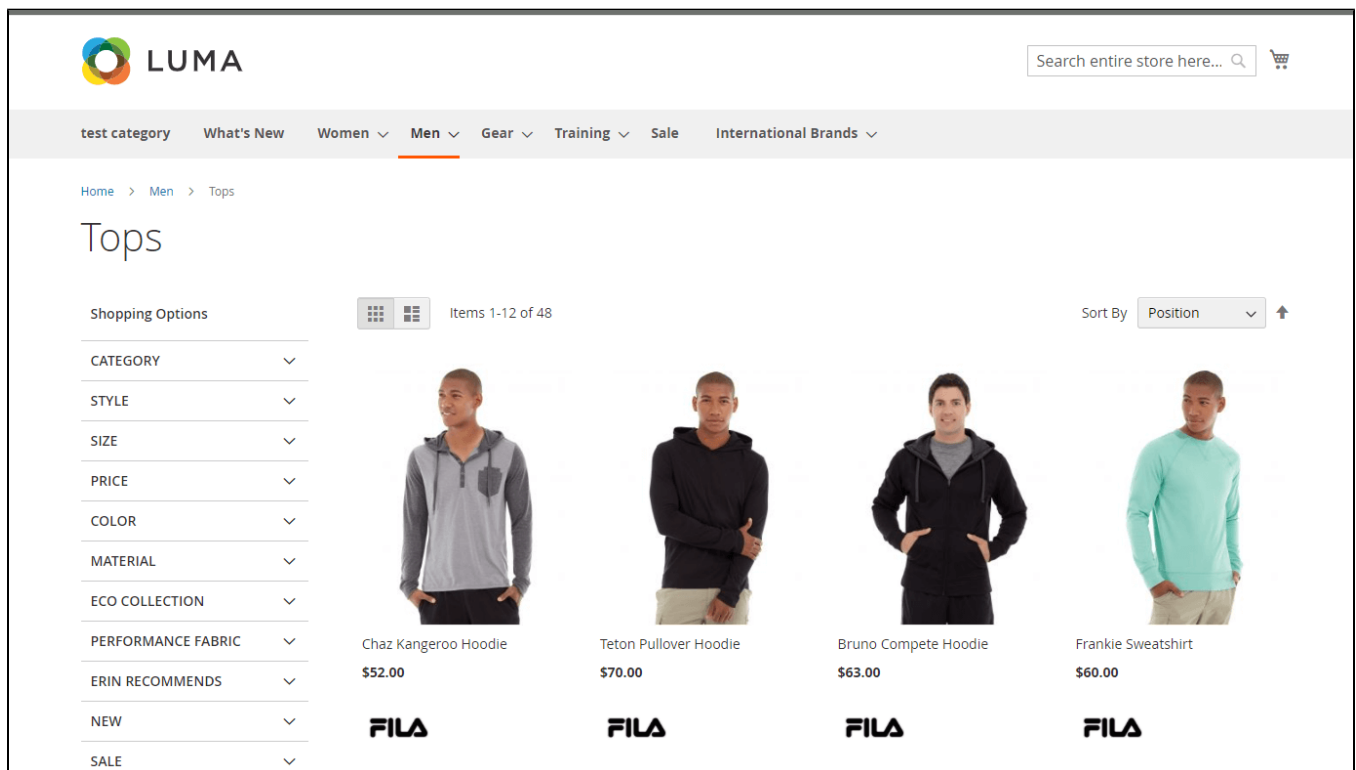 LUMA
Search entire store here...
test category What's New Women Men Gear Training Sale International Brands
Home > Men > Tops
Tops
Shopping Options
Items 1-12 of 48
Sort By Position
CATEGORY
STYLE
SIZE
PRICE
COLOR
MATERIAL
ECO COLLECTION
PERFORMANCE FABRIC
ERIN RECOMMENDS
NEW
SALE
Chaz Kangeroo Hoodie
$52.00
FILA
Teton Pullover Hoodie
$70.00
FILA
Bruno Compete Hoodie
$63.00
FILA
Frankie Sweatshirt
$60.00
FILA